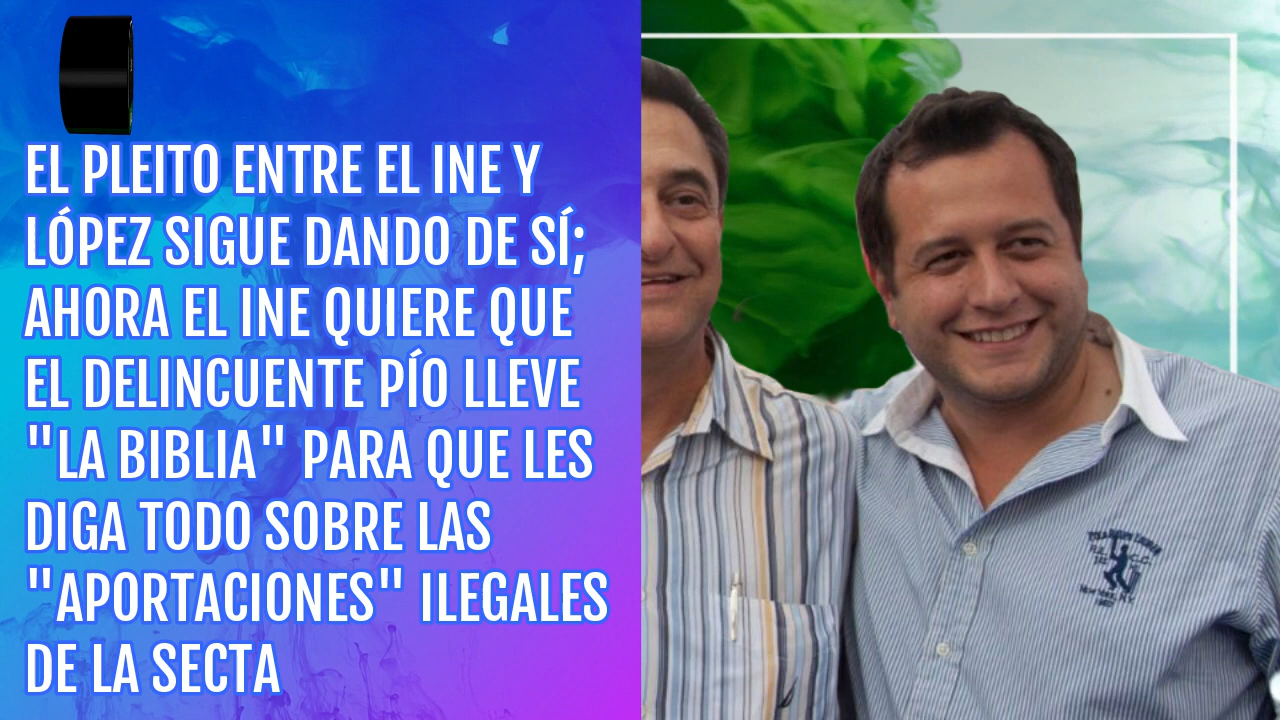 EL PLEITO ENTRE EL INE Y
LÓPEZ SIGUE DANDO DE SÍ;
AHORA EL INE QUIERE QUE
EL DELINCUENTE PÍO LLEVE
"LA BIBLIA" PARA QUE LES
DIGA TODO SOBRE LAS
"APORTACIONES" ILEGALES
DE LA SECTA